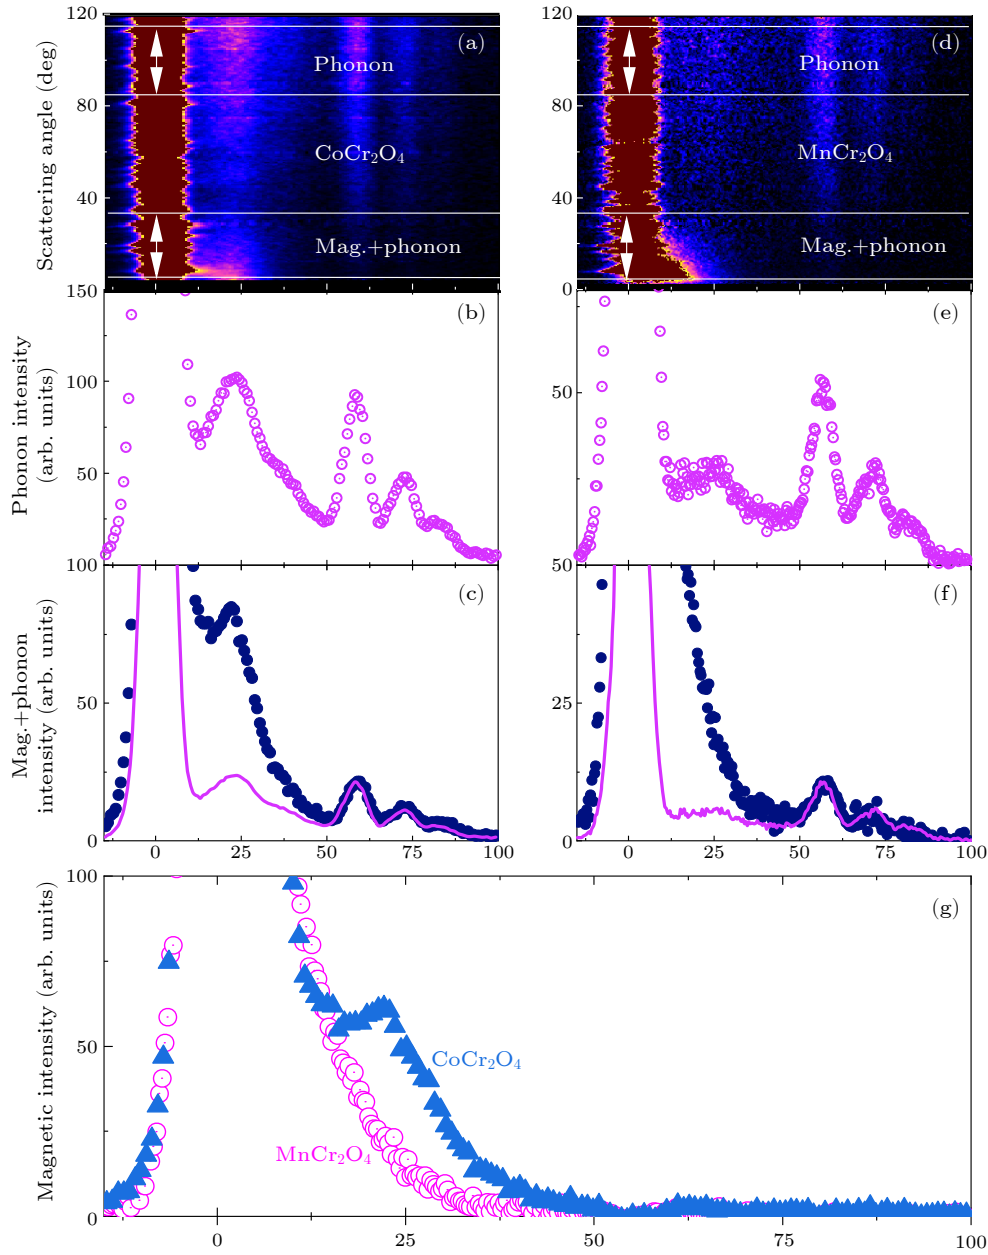 120
80
40
0
Scattering angle (deg)
(a)
Phonon
CoCr₂O₄
Mag.+phonon
(d)
Phonon
MnCr₂O₄
Mag.+phonon
0
150
100
50
Phonon intensity
(arb. units)
(b)
50
(e)
100
50
0
Mag.+phonon
intensity (arb. units)
(c)
0
25
50
75
100
50
25
0
(f)
0
25
50
75
100
100
50
0
Magnetic intensity (arb. units)
(g)
CoCr₂O₄
MnCr₂O₄
0
25
50
75
100